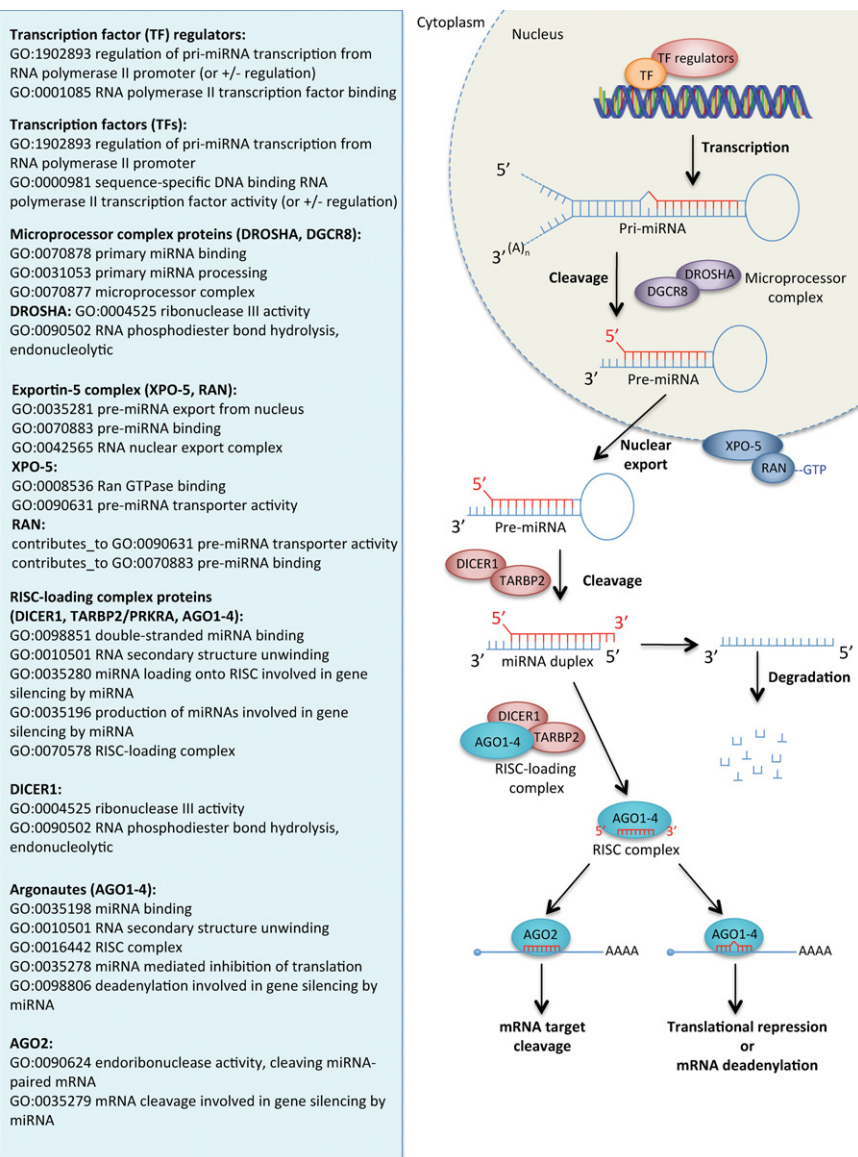 Transcription factor (TF) regulators:
GO:1902893 regulation of pri-miRNA transcription from
RNA polymerase II promoter (or +/- regulation)
GO:0001085 RNA polymerase II transcription factor binding
Transcription factors (TFs):
GO:1902893 regulation of pri-miRNA transcription from
RNA polymerase II promoter
GO:0000981 sequence-specific DNA binding RNA
polymerase II transcription factor activity (or +/- regulation)
Microprocessor complex proteins (DROSHA, DGCR8):
GO:0070878 primary miRNA binding
GO:0031053 primary miRNA processing
GO:0070877 microprocessor complex
DROSHA: GO:0004525 ribonuclease III activity
GO:0090502 RNA phosphodiester bond hydrolysis,
endonucleolytic
Exportin-5 complex (XPO-5, RAN):
GO:0035281 pre-miRNA export from nucleus
GO:0070883 pre-miRNA binding
GO:0042565 RNA nuclear export complex
XPO-5:
GO:0008536 Ran GTPase binding
GO:0090631 pre-miRNA transporter activity
RAN:
contributes_to GO:0090631 pre-miRNA transporter activity
contributes_to GO:0070883 pre-miRNA binding
RISC-loading complex proteins
(DICER1, TARBP2/PRKRA, AGO1-4):
GO:0098851 double-stranded miRNA binding
GO:0010501 RNA secondary structure unwinding
GO:0035280 miRNA loading onto RISC involved in gene
silencing by miRNA
GO:0035196 production of miRNAs involved in gene
silencing by miRNA
GO:0070578 RISC-loading complex
DICER1:
GO:0004525 ribonuclease III activity
GO:0090502 RNA phosphodiester bond hydrolysis,
endonucleolytic
Argonautes (AGO1-4):
GO:0035198 miRNA binding
GO:0010501 RNA secondary structure unwinding
GO:0016442 RISC complex
GO:0035278 miRNA mediated inhibition of translation
GO:0098806 deadenylation involved in gene silencing by
miRNA
AGO2:
GO:0090624 endoribonuclease activity, cleaving miRNA-
paired mRNA
GO:0035279 mRNA cleavage involved in gene silencing by
miRNA
Cytoplasm
Nucleus
TF regulators
TF
Transcription
5’
Pri-miRNA
3’ (A)n
Cleavage
DROSHA
DGCR8
Microprocessor
complex
5’
3’
Pre-miRNA
Nuclear
export
XPO-5
RAN --GTP
5’
3’
Pre-miRNA
DICER1
TARBP2
Cleavage
5’ 3’
3’ miRNA duplex 5’
3’ 5’
Degradation
DICER1
AGO1-4 TARBP2
RISC-loading
complex
AGO1-4
5’ 3’
RISC complex
AGO2
AAAA
AGO1-4
AAAA
mRNA target
cleavage
Translational repression
or
mRNA deadenylation